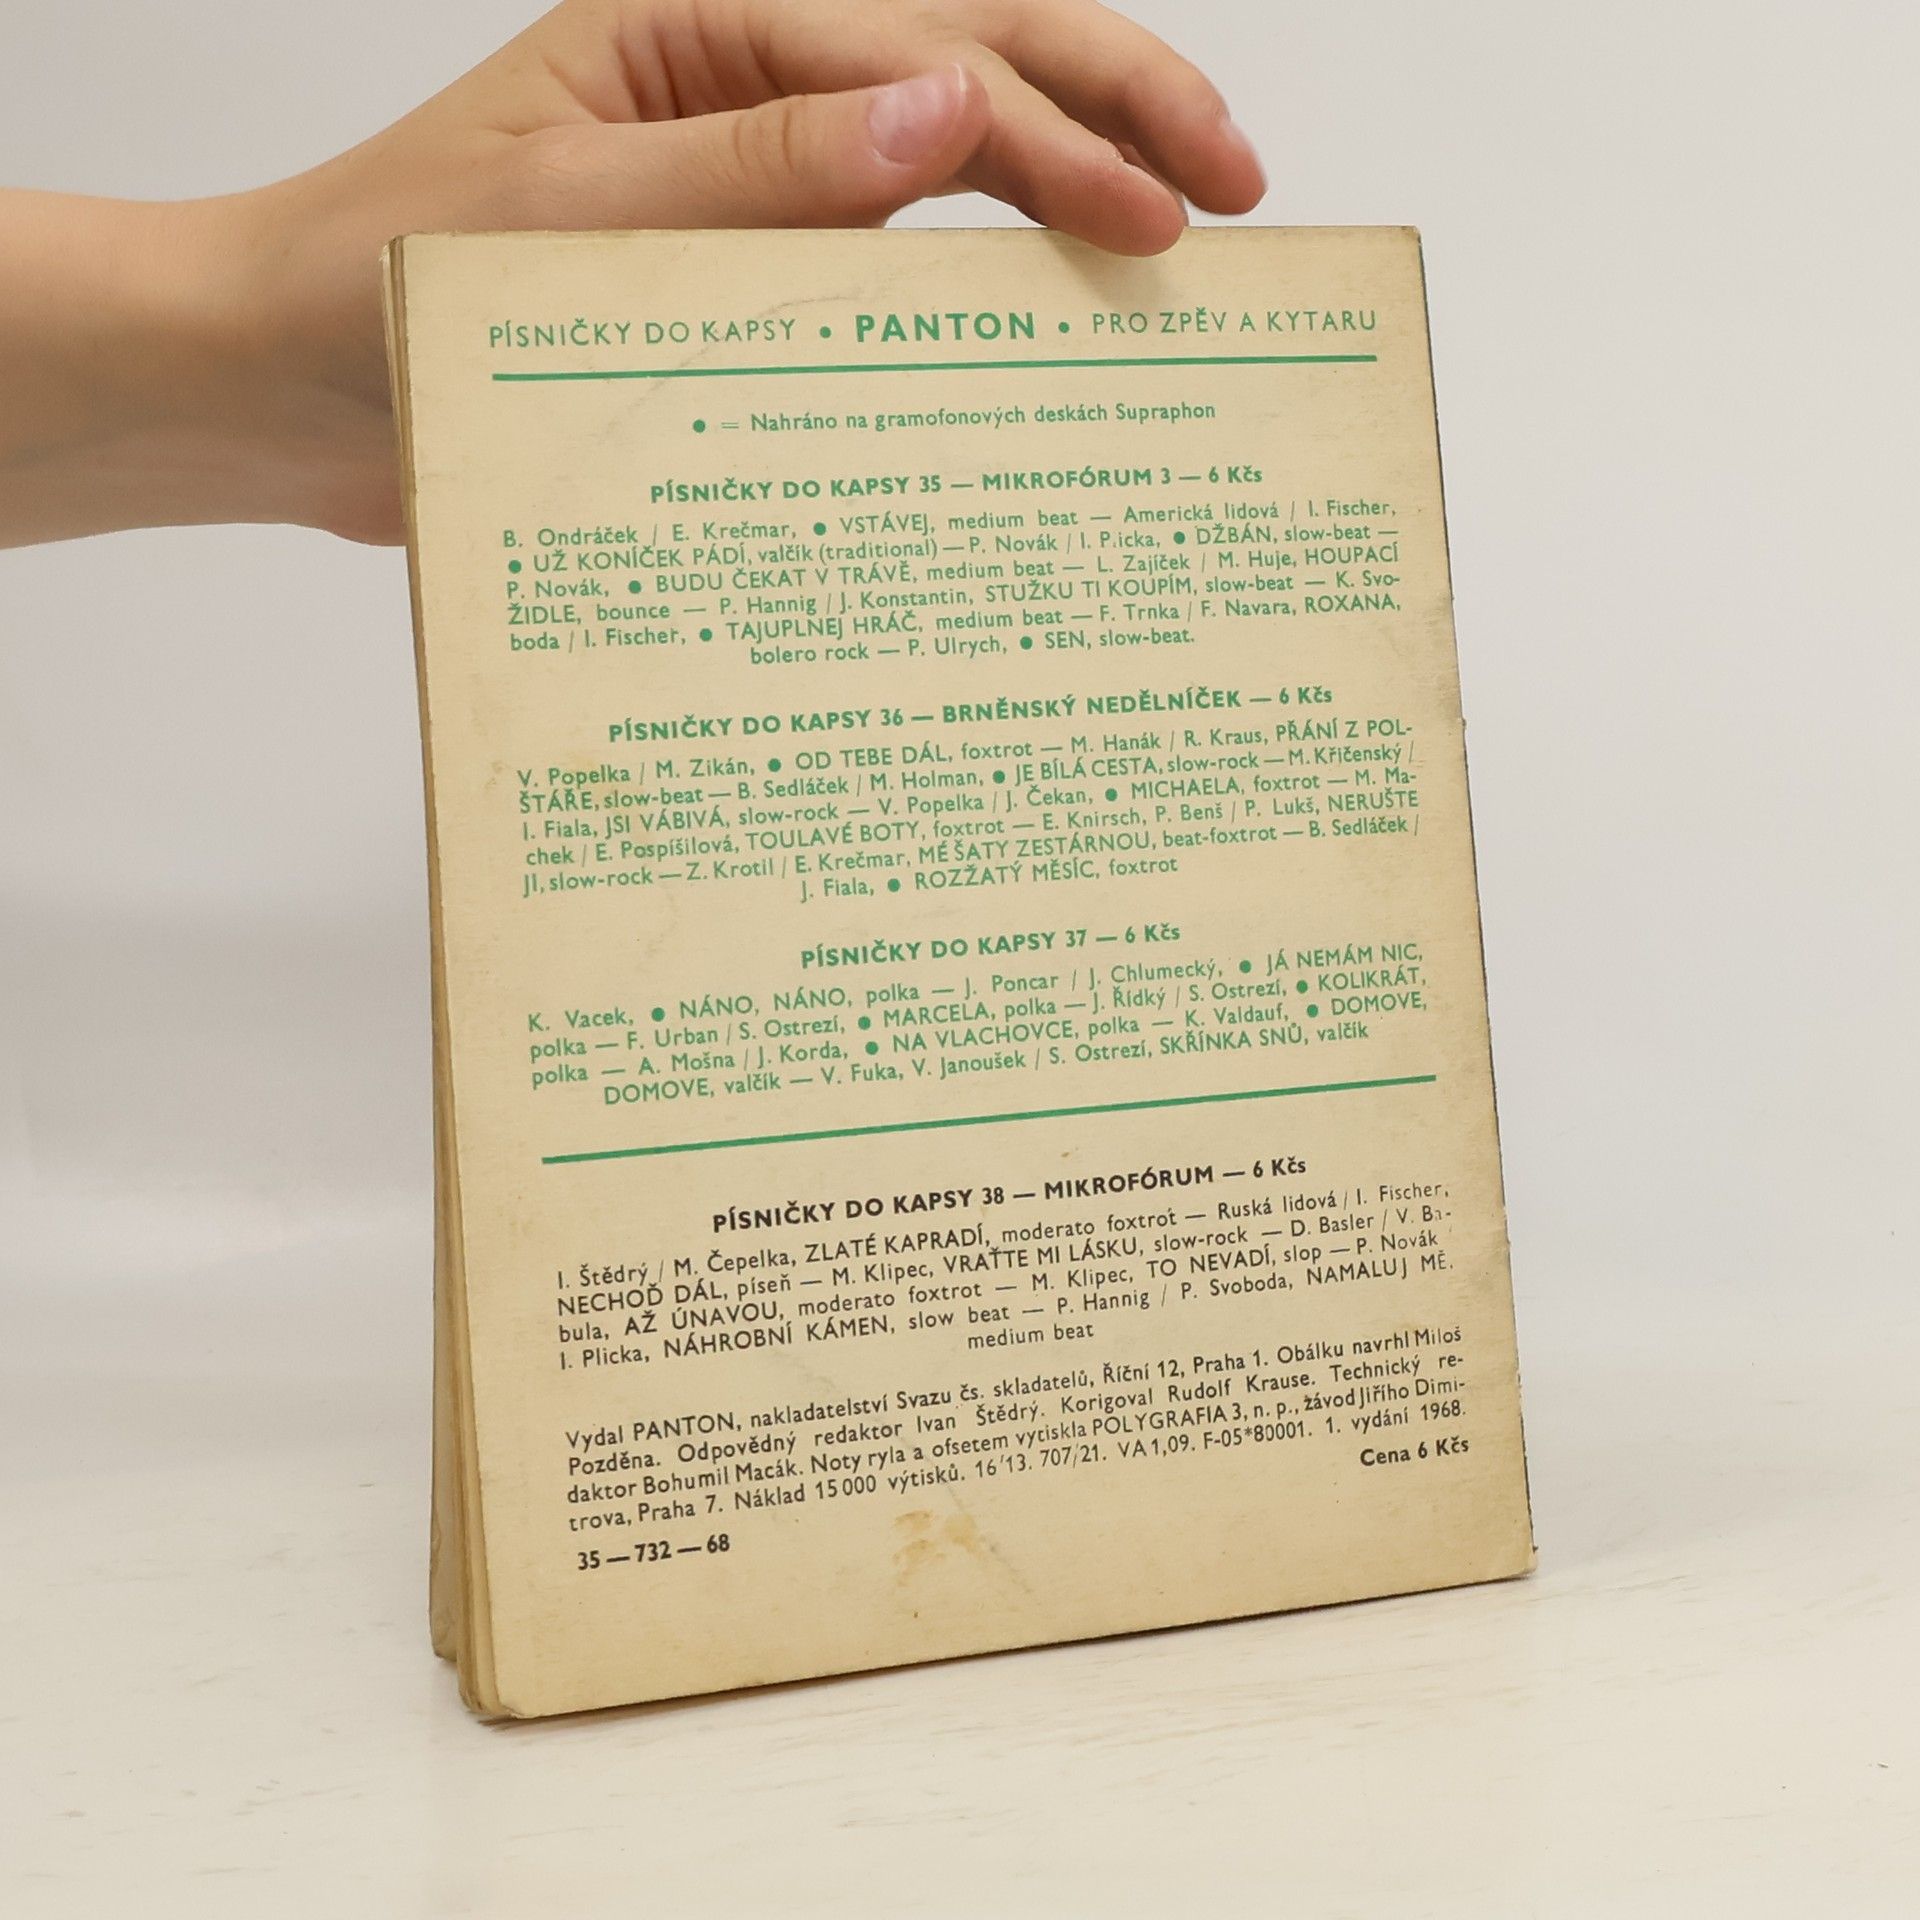 PÍSNIČKY DO KAPSY • PANTON • PRO ZPĚV A KYTARU
● = Nahráno na gramofonových deskách Supraphon
PÍSNIČKY DO KAPSY 35 — MIKROFÓRUM 3 — 6 Kčs
B. Ondráček / E. Krečmar, ● VSTÁVEJ, medium beat — Americká lidová / I. Fischer,
● UŽ KONÍČEK PÁDÍ, valčík (traditional) — P. Novák / I. P.icka, ● DŽBÁN, slow-beat —
P. Novák, ● BUDU ČEKAT V TRÁVĚ, medium beat — L. Zajíček / M. Huje, HOUPACÍ
ŽIDLE, bounce — P. Hannig / J. Konstantin, STUŽKU TI KOUPÍM, slow-beat — K. Svo-
boda / I. Fischer, ● TAJUPLNEJ HRÁČ, medium beat — F. Trnka / F. Navara, ROXANA,
bolero rock — P. Ulrych, ● SEN, slow-beat.
PÍSNIČKY DO KAPSY 36 — BRNĚNSKÝ NEDĚLNÍČEK — 6 Kčs
V. Popelka / M. Zikán, ● OD TEBE DÁL, foxtrot — M. Hanák / R. Kraus, PŘÁNÍ Z POL-
ŠTÁŘE, slow-beat — B. Sedláček / M. Holman, ● JE BÍLÁ CESTA, slow-rock — M. Křičenský /
I. Fiala, JSI VÁBIVÁ, slow-rock — V. Popelka / J. Čekan, ● MICHAELA, foxtrot — M. Ma-
chek / E. Pospíšilová, TOULAVÉ BOTY, foxtrot — E. Knirsch, P. Benš / P. Lukš, NERUŠTE
JI, slow-rock — Z. Krotil / E. Krečmar, MÉ ŠATY ZESTÁRNOU, beat-foxtrot — B. Sedláček /
J. Fiala, ● ROZŽATÝ MĚSÍC, foxtrot
PÍSNIČKY DO KAPSY 37 — 6 Kčs
K. Vacek, ● NÁNO, NÁNO, polka — J. Poncar / J. Chlumecký, ● JÁ NEMÁM NIC,
polka — F. Urban / S. Ostrezí, ● MARCELA, polka — J. Řídký / S. Ostrezí, ● KOLIKRÁT,
polka — A. Mošna / J. Korda, ● NA VLACHOVCE, polka — K. Valdauf, ● DOMOVE,
DOMOVE, valčík — V. Fuka, V. Janoušek / S. Ostrezí, SKŘÍNKA SNŮ, valčík
PÍSNIČKY DO KAPSY 38 — MIKROFÓRUM — 6 Kčs
I. Štědrý / M. Čepelka, ZLATÉ KAPRADÍ, moderato foxtrot — Ruská lidová / I. Fischer,
NECHOĎ DÁL, píseň — M. Klipec, VRAŤTE MI LÁSKU, slow-rock — D. Basler / V. Ba-
bula, AŽ ÚNAVOU, moderato foxtrot — M. Klipec, TO NEVADÍ, slop — P. Novák
I. Plicka, NÁHROBNÍ KÁMEN, slow beat — P. Hannig / P. Svoboda, NAMALUJ MĚ,
medium beat
Vydal PANTON, nakladatelství Svazu čs. skladatelů, Říční 12, Praha 1. Obálku navrhl Miloš
Pozděna. Odpovědný redaktor Ivan Štědrý. Korigoval Rudolf Krause. Technický re-
daktor Bohumil Macák. Noty ryla a ofsetem vytiskla POLYGRAFIA 3, n. p., závod Jiřího Dimi-
trova, Praha 7. Náklad 15 000 výtisků. 16'13. 707/21. VA 1,09. F-05*80001. 1. vydání 1968.
Cena 6 Kčs
35 — 732 — 68